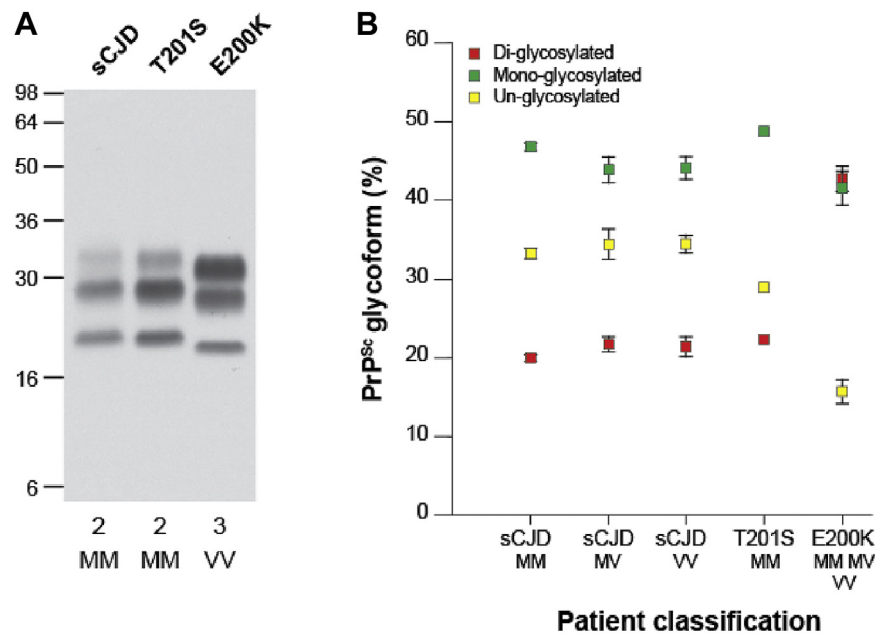 A
sCJD T201S E200K
98
64
50
36
30
16
6
2 2 3
MM MM VV
B
60
50
40
30
20
10
0
PrPSc glycoform (%)
Di-glycosylated
Mono-glycosylated
Un-glycosylated
sCJD sCJD sCJD T201S E200K
MM MV VV MM MM MV
VV
Patient classification